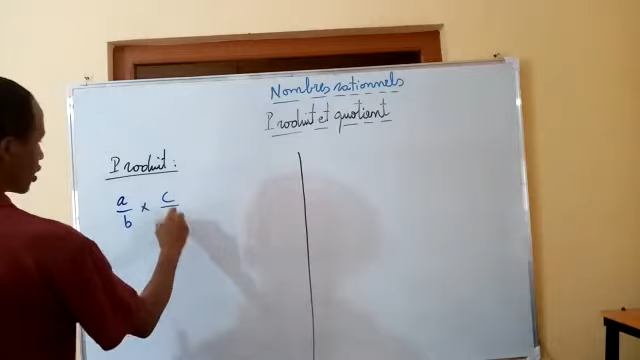 Nombres rationnels
Produit et quotient
Produit:
a/b × c/